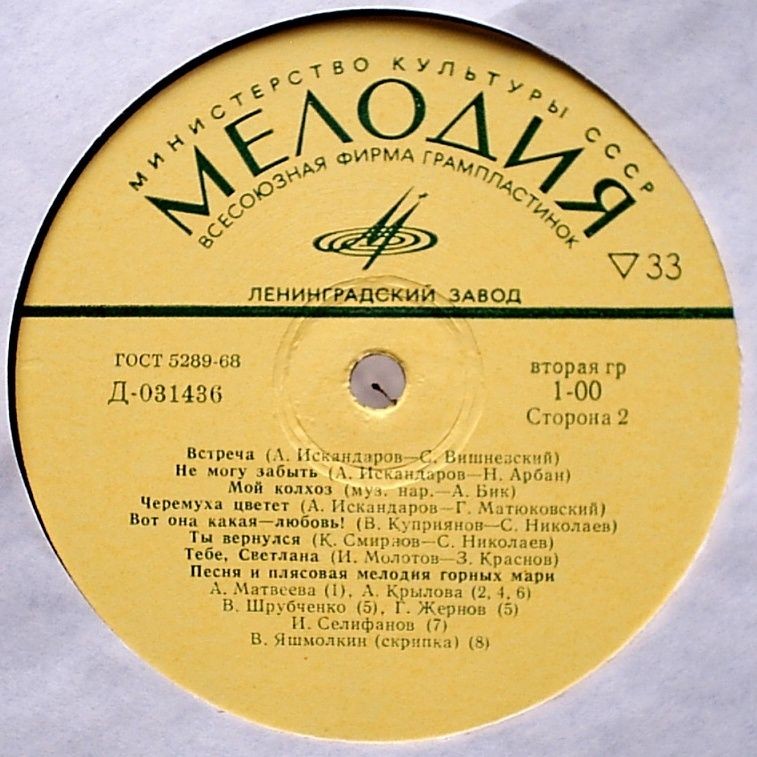 МИНИСТЕРСТВО КУЛЬТУРЫ СССР
МЕЛОДИЯ
ВСЕСОЮЗНАЯ ФИРМА ГРАМПЛАСТИНОК
33
ЛЕНИНГРАДСКИЙ ЗАВОД
ГОСТ 5289-68
Д-031436
вторая гр
1-00
Сторона 2
Встреча (А. Искандаров—С. Вишневский)
Не могу забыть (А. Искандаров—Н. Арбан)
Мой колхоз (муз. нар.—А. Бик)
Черемуха цветет (А. Искандаров—Г. Матюковский)
Вот она какая—любовь! (В. Куприянов—С. Николаев)
Ты вернулся (К. Смирнов—С. Николаев)
Тебе, Светлана (И. Молотов—З. Краснов)
Песня и плясовая мелодия горных мари
А. Матвеева (1), А. Крылова (2, 4, 6)
В. Шрубченко (5), Г. Жернов (5)
И. Селифанов (7)
В. Яшмолкин (скрипка) (8)